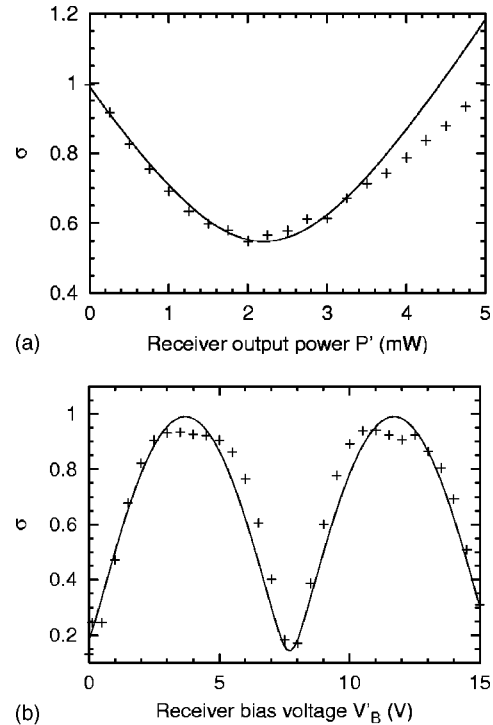 1.2
1
0.8
0.6
0.4
σ
0 1 2 3 4 5
(a) Receiver output power P' (mW)
1
0.8
0.6
0.4
0.2
σ
0 5 10 15
(b) Receiver bias voltage V'B (V)